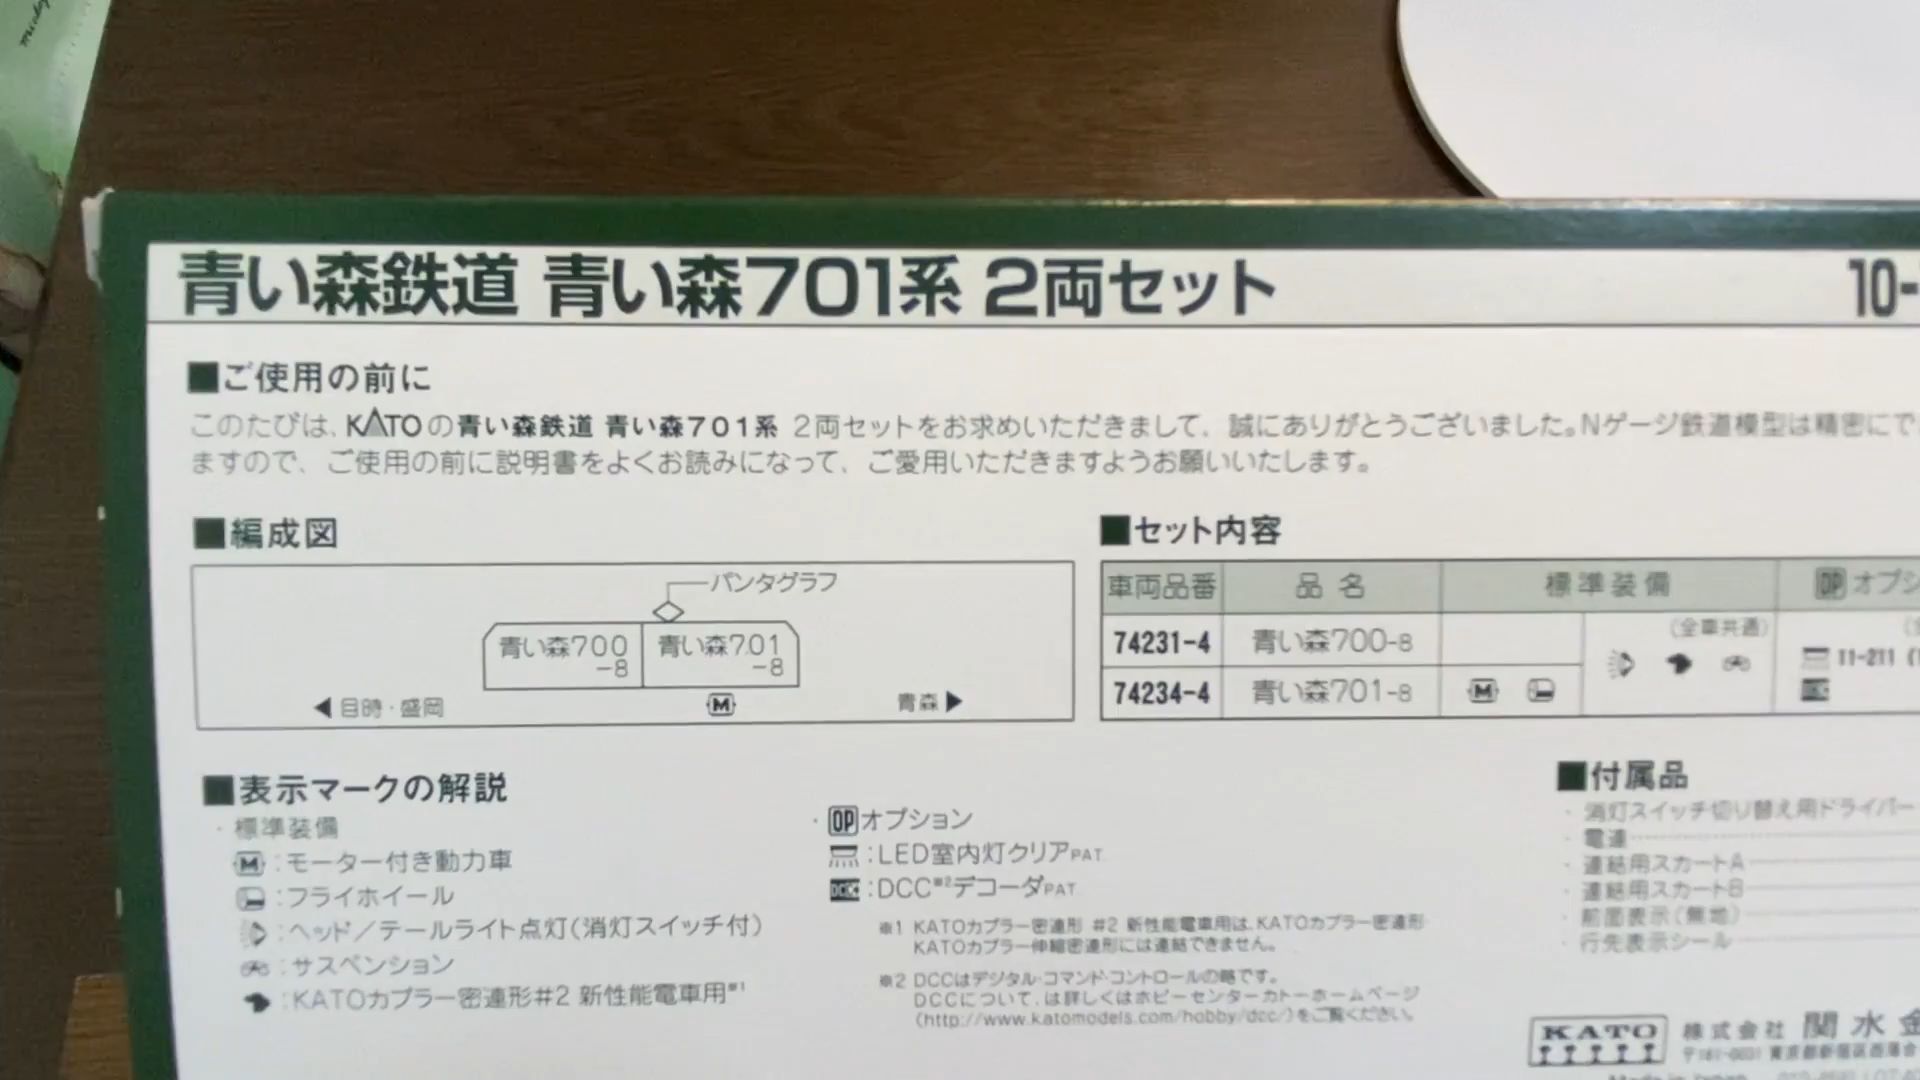 青い森鉄道 青い森701系 2両セット
10-
■ご使用の前に
このたびは、KATOの青い森鉄道 青い森701系 2両セットをお求めいただきまして、誠にありがとうございました。Nゲージ鉄道模型は精密にで
ますので、ご使用の前に説明書をよくお読みになって、ご愛用いただきますようお願いいたします。
■編成図
パンタグラフ
青い森700-8
青い森701-8
◀目時・盛岡
M
青森▶
■セット内容
車両品番 品名 標準装備 OP オプシ
(全車共通)
74231-4 青い森700-8
11-211
74234-4 青い森701-8 M
■表示マークの解説
・標準装備
M:モーター付き動力車
:フライホイール
:ヘッド/テールライト点灯(消灯スイッチ付)
:サスペンション
:KATOカプラー密連形#2 新性能電車用※1
・OPオプション
:LED室内灯クリアPAT
DCC:DCC※2デコーダPAT
※1 KATOカプラー密連形 #2 新性能電車用は、KATOカプラー密連形
KATOカプラー伸縮密連形には連結できません。
※2 DCCはデジタル・コマンド・コントロールの略です。
DCCについて、は詳しくはホビーセンターカトーホームページ
(http://www.katomodels.com/hobby/dcc/)をご覧ください。
■付属品
・消灯スイッチ切り替え用ドライバー
・電連
・連結用スカートA
・連結用スカートB
・前面表示(無地)
・行先表示シール
KATO 株式会社 関水金